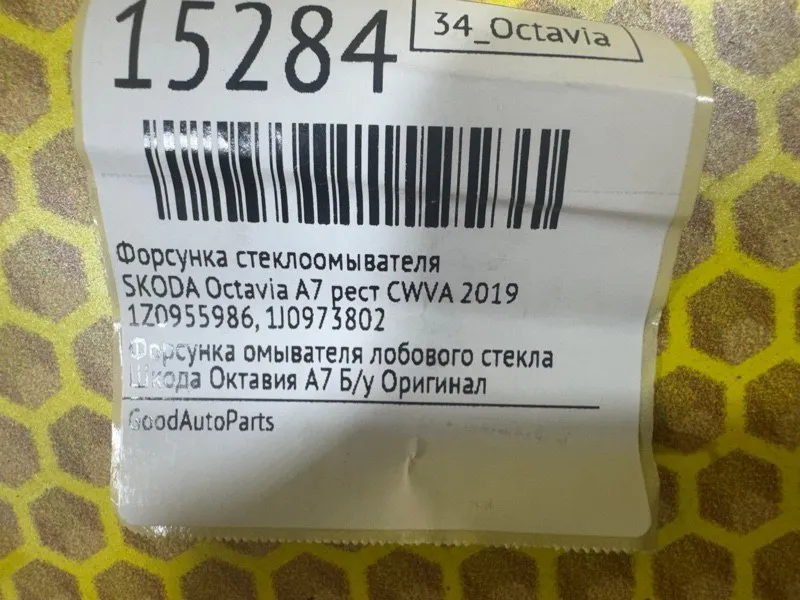 15284
34_Octavia
Форсунка стеклоомывателя
SKODA Octavia A7 рест CWVA 2019
1Z0955986, 1J0973802
Форсунка омывателя лобового стекла
Шкода Октавия А7 Б/у Оригинал
GoodAutoParts